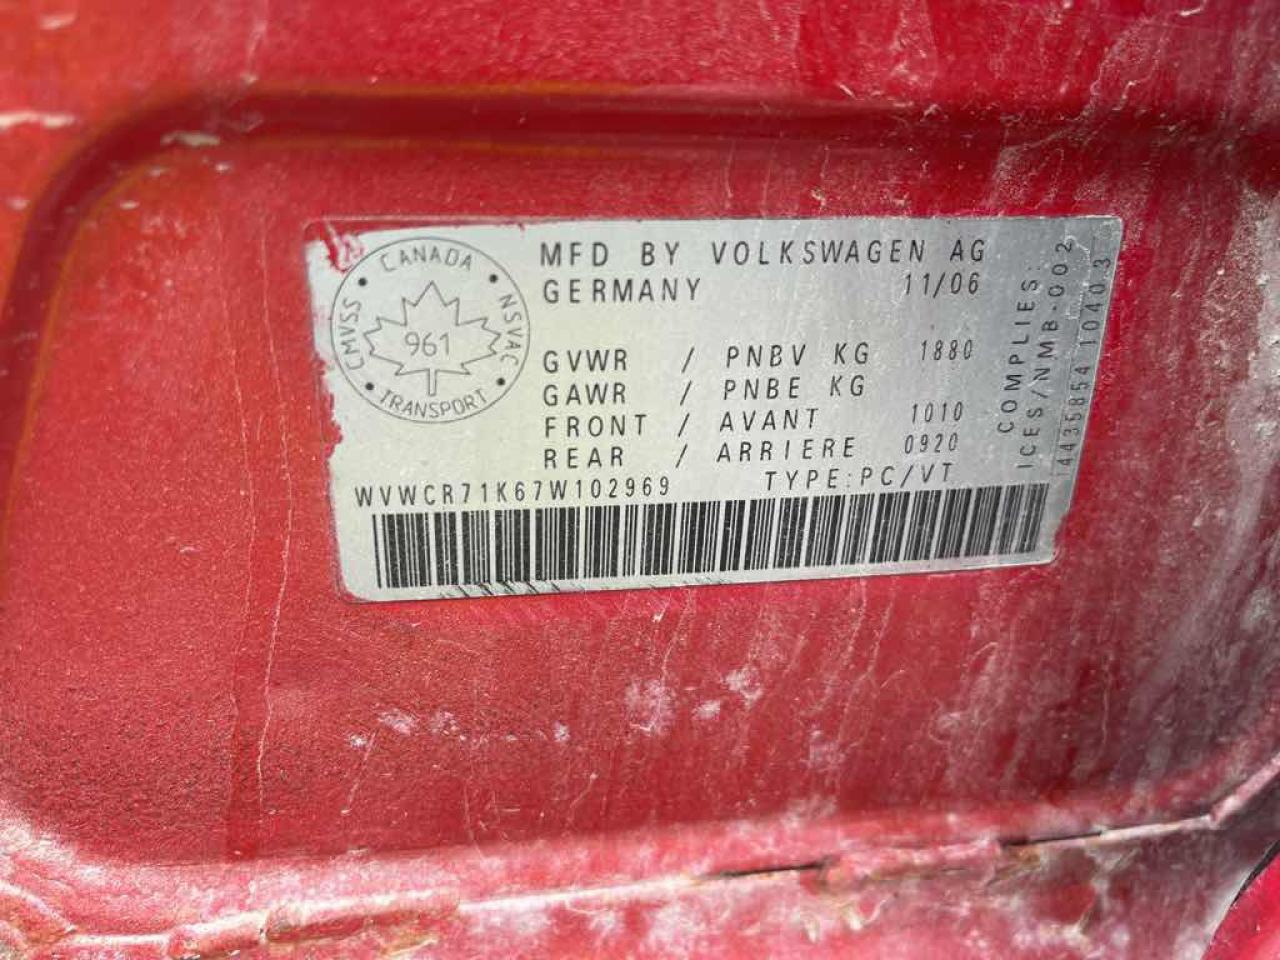 CANADA
CMVSS
NSVAC
961
TRANSPORT
MFD BY VOLKSWAGEN AG
GERMANY 11/06
GVWR / PNBV KG 1880
GAWR / PNBE KG
FRONT / AVANT 1010
REAR / ARRIERE 0920
WVWCR71K67W102969 TYPE:PC/VT
COMPLIES:
ICES/NMB-002
14435854 10403